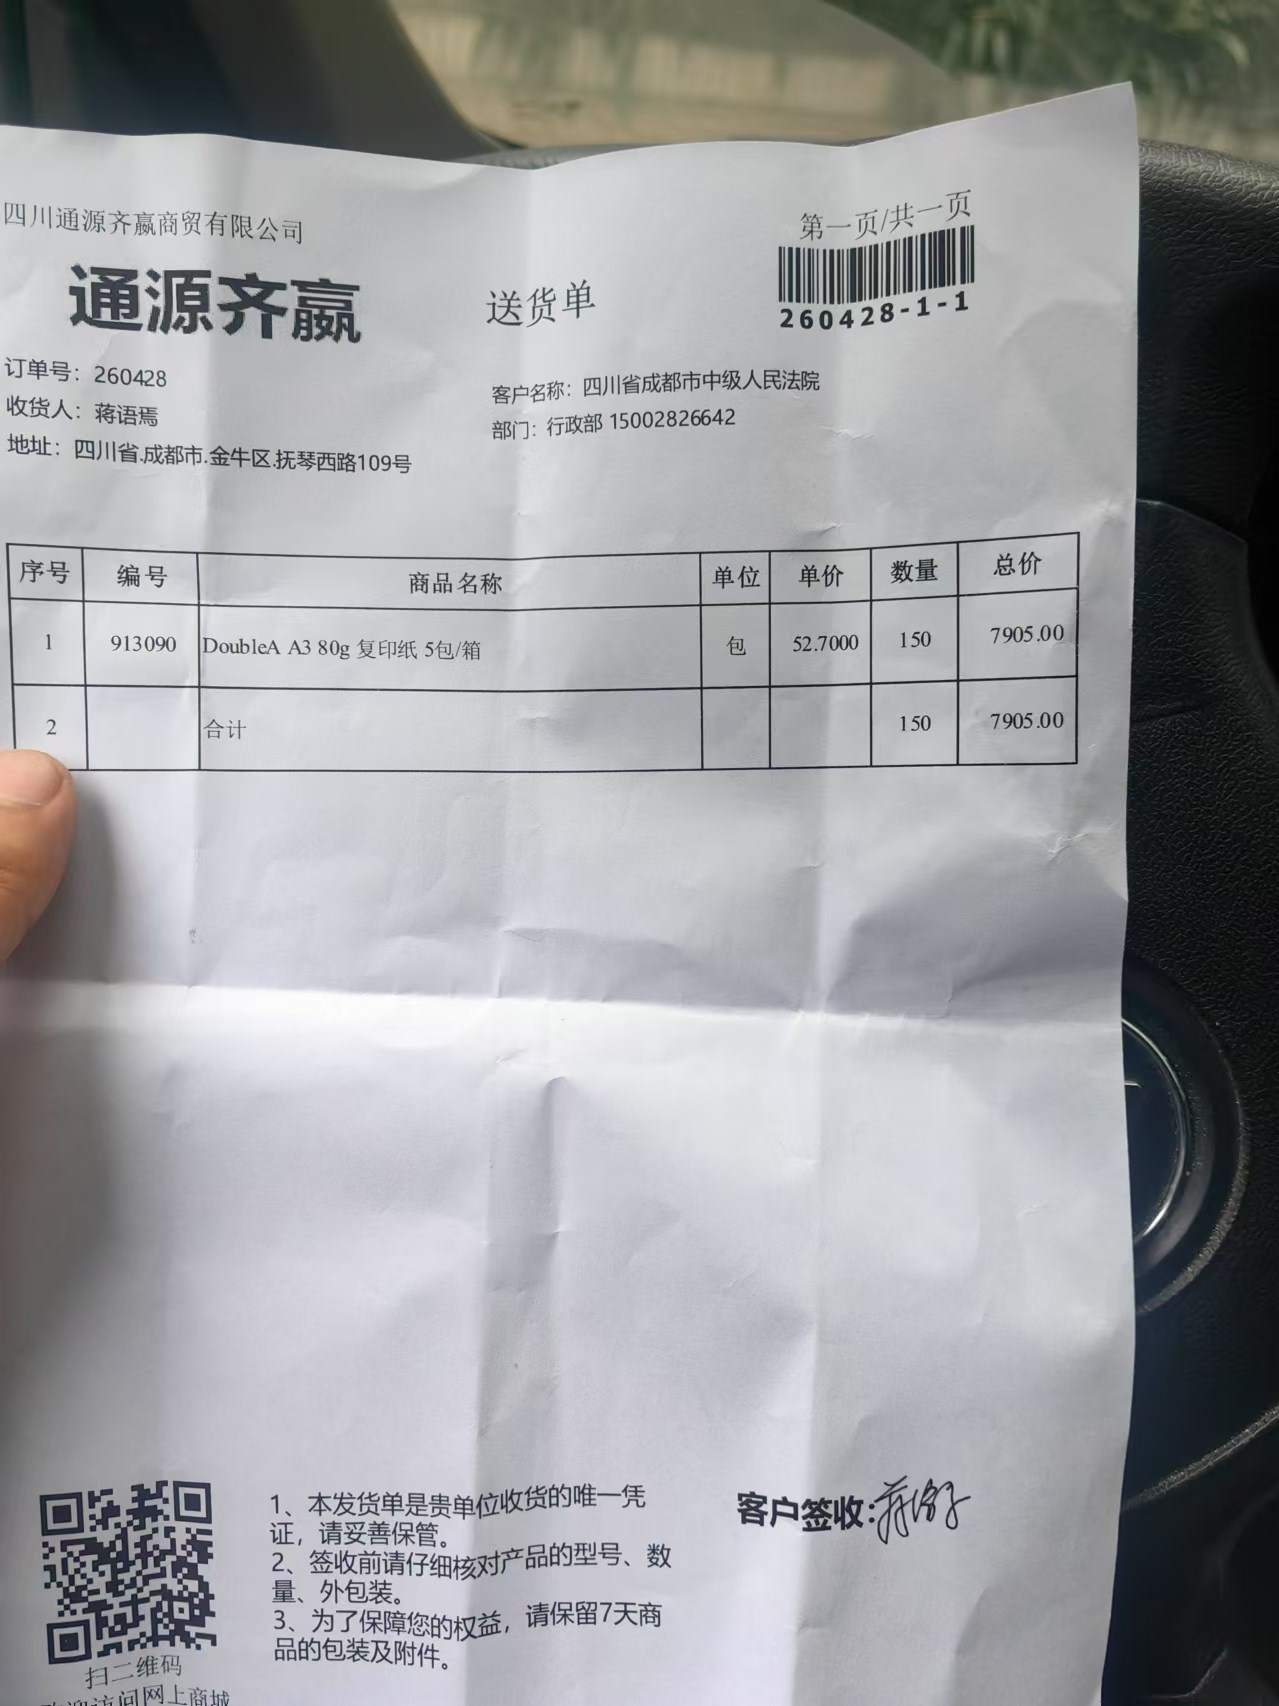 四川通源齐赢商贸有限公司
第一页/共一页
通源齐赢
送货单
260428-1-1
订单号：260428
客户名称：四川省成都市中级人民法院
收货人：蒋语焉
部门：行政部 15002826642
地址：四川省.成都市.金牛区.抚琴西路109号
序号 编号 商品名称 单位 单价 数量 总价
1 913090 DoubleA A3 80g 复印纸 5包/箱 包 52.7000 150 7905.00
2 合计 150 7905.00
1、本发货单是贵单位收货的唯一凭
证，请妥善保管。
2、签收前请仔细核对产品的型号、数
量、外包装。
3、为了保障您的权益，请保留7天商
品的包装及附件。
客户签收:
扫二维码
欢迎访问网上商城